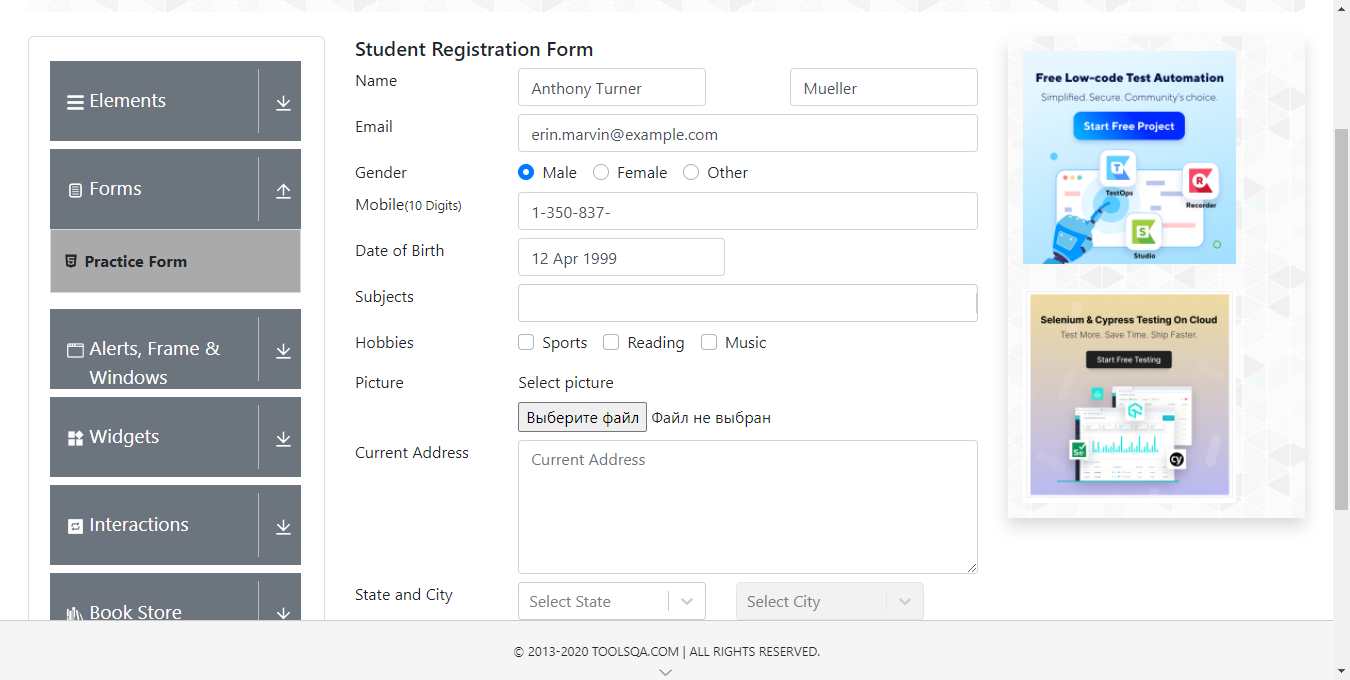 Elements
Forms
Practice Form
Alerts, Frame &
Windows
Widgets
Interactions
Book Store
Student Registration Form
Name
Anthony Turner
Mueller
Email
erin.marvin@example.com
Gender
Male
Female
Other
Mobile(10 Digits)
1-350-837-
Date of Birth
12 Apr 1999
Subjects
Hobbies
Sports
Reading
Music
Picture
Select picture
Выберите файл Файл не выбран
Current Address
Current Address
State and City
Select State
Select City
Free Low-code Test Automation
Simplified. Secure. Community's choice.
Start Free Project
T
TestOps
R
Recorder
S
Studio
Selenium & Cypress Testing On Cloud
Test More. Save Time. Ship Faster.
Start Free Testing
Se
cy
© 2013-2020 TOOLSQA.COM | ALL RIGHTS RESERVED.